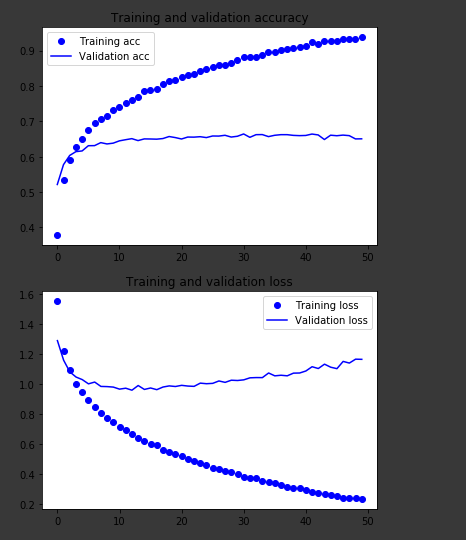 Training and validation accuracy
Training acc
Validation acc
0.9
0.8
0.7
0.6
0.5
0.4
0 10 20 30 40 50
Training and validation loss
Training loss
Validation loss
1.6
1.4
1.2
1.0
0.8
0.6
0.4
0.2
0 10 20 30 40 50